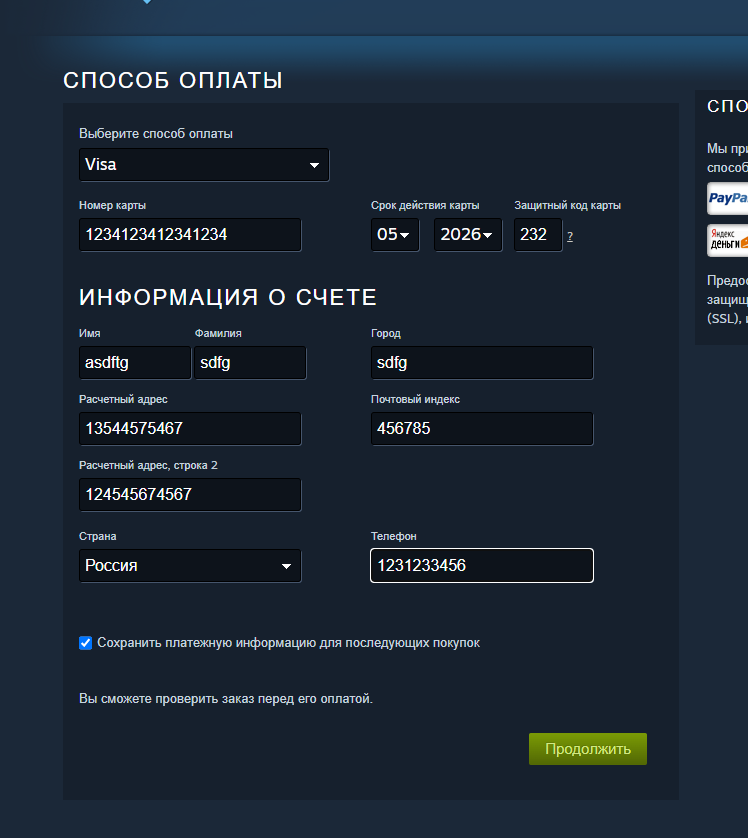 СПОСОБ ОПЛАТЫ
Выберите способ оплаты
Visa
Номер карты
Срок действия карты
Защитный код карты
1234123412341234
05
2026
232
?
ИНФОРМАЦИЯ О СЧЕТЕ
Имя
Фамилия
Город
asdftg
sdfg
sdfg
Расчетный адрес
Почтовый индекс
13544575467
456785
Расчетный адрес, строка 2
124545674567
Страна
Телефон
Россия
1231233456
Сохранить платежную информацию для последующих покупок
Вы сможете проверить заказ перед его оплатой.
Продолжить
СПО
Мы при
способ
PayPa
Яндекс
деньги
Предос
защищ
(SSL), и